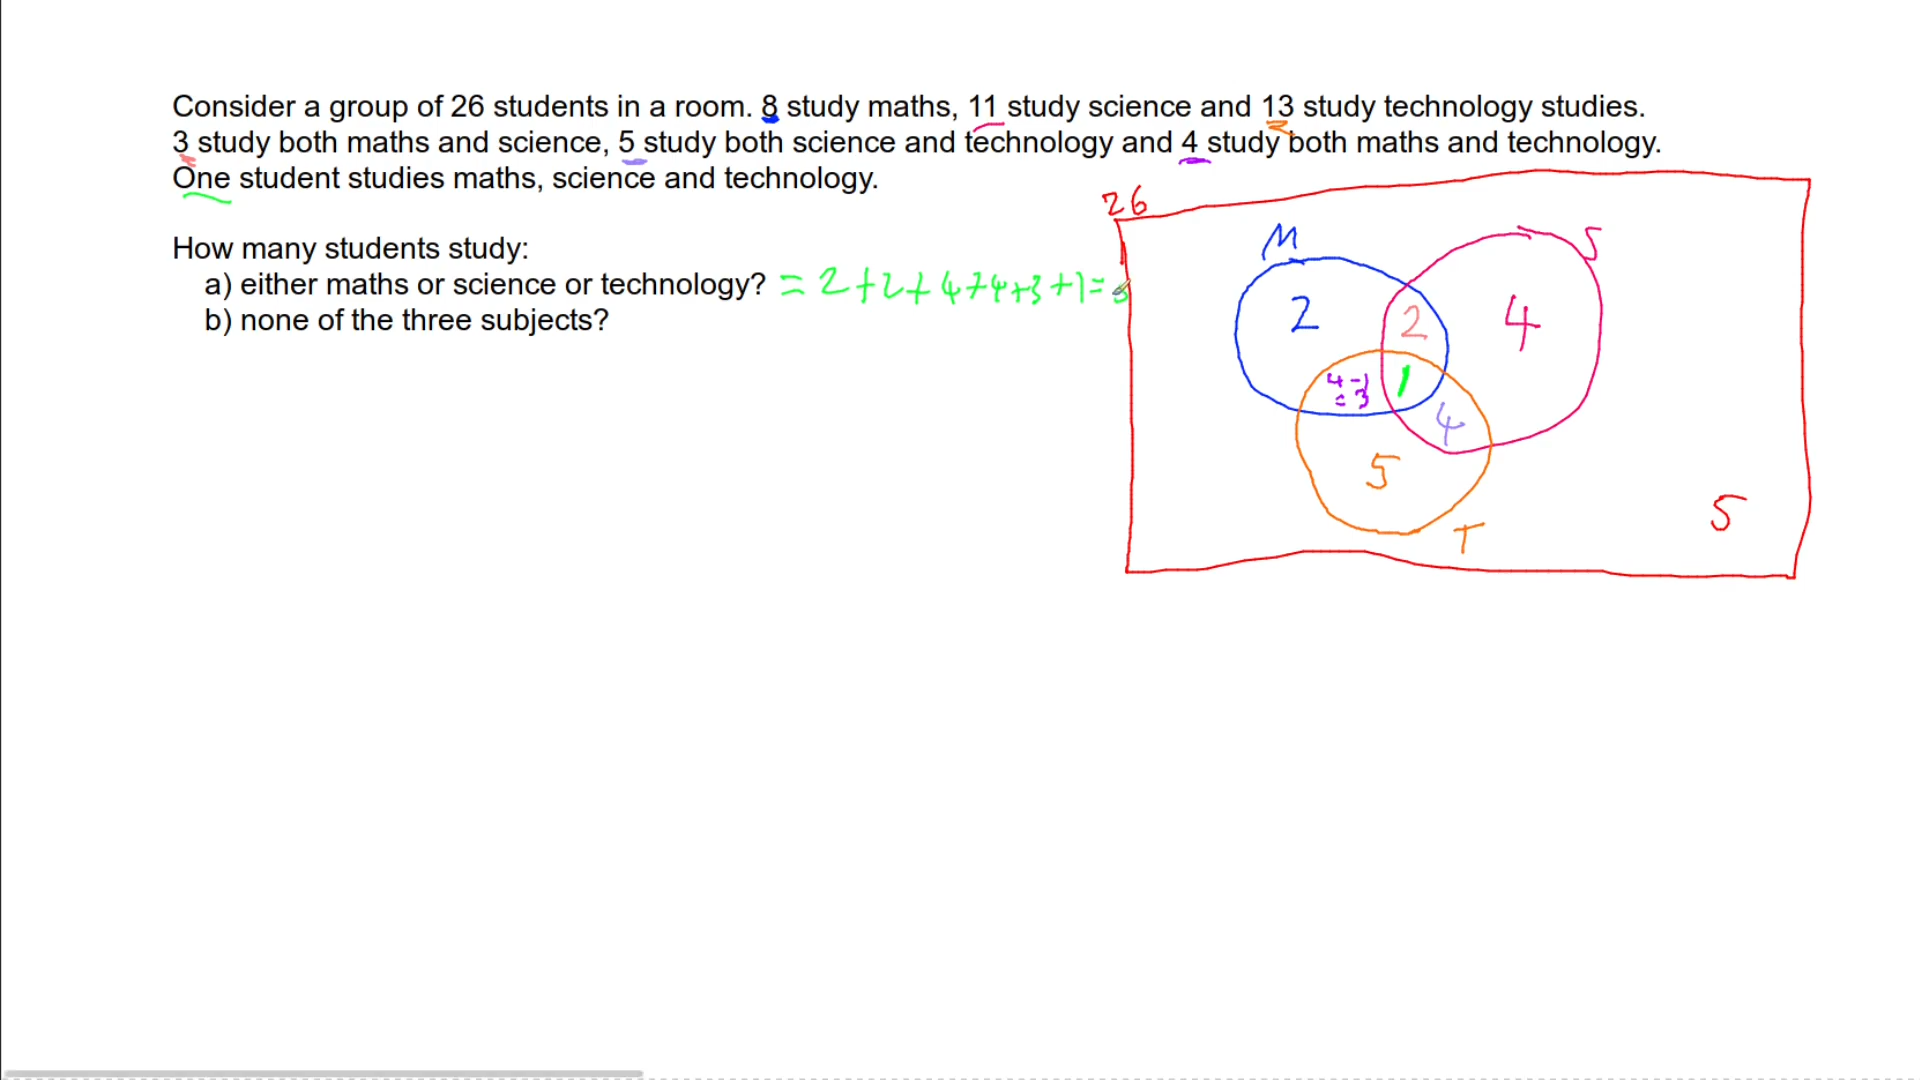 Consider a group of 26 students in a room. 8 study maths, 11 study science and 13 study technology studies.
3 study both maths and science, 5 study both science and technology and 4 study both maths and technology.
One student studies maths, science and technology.
26
M
S
How many students study:
a) either maths or science or technology? = 2+2+4+4+3+1=
b) none of the three subjects?
2
2
4
4-1
=3
1
4
5
5
T